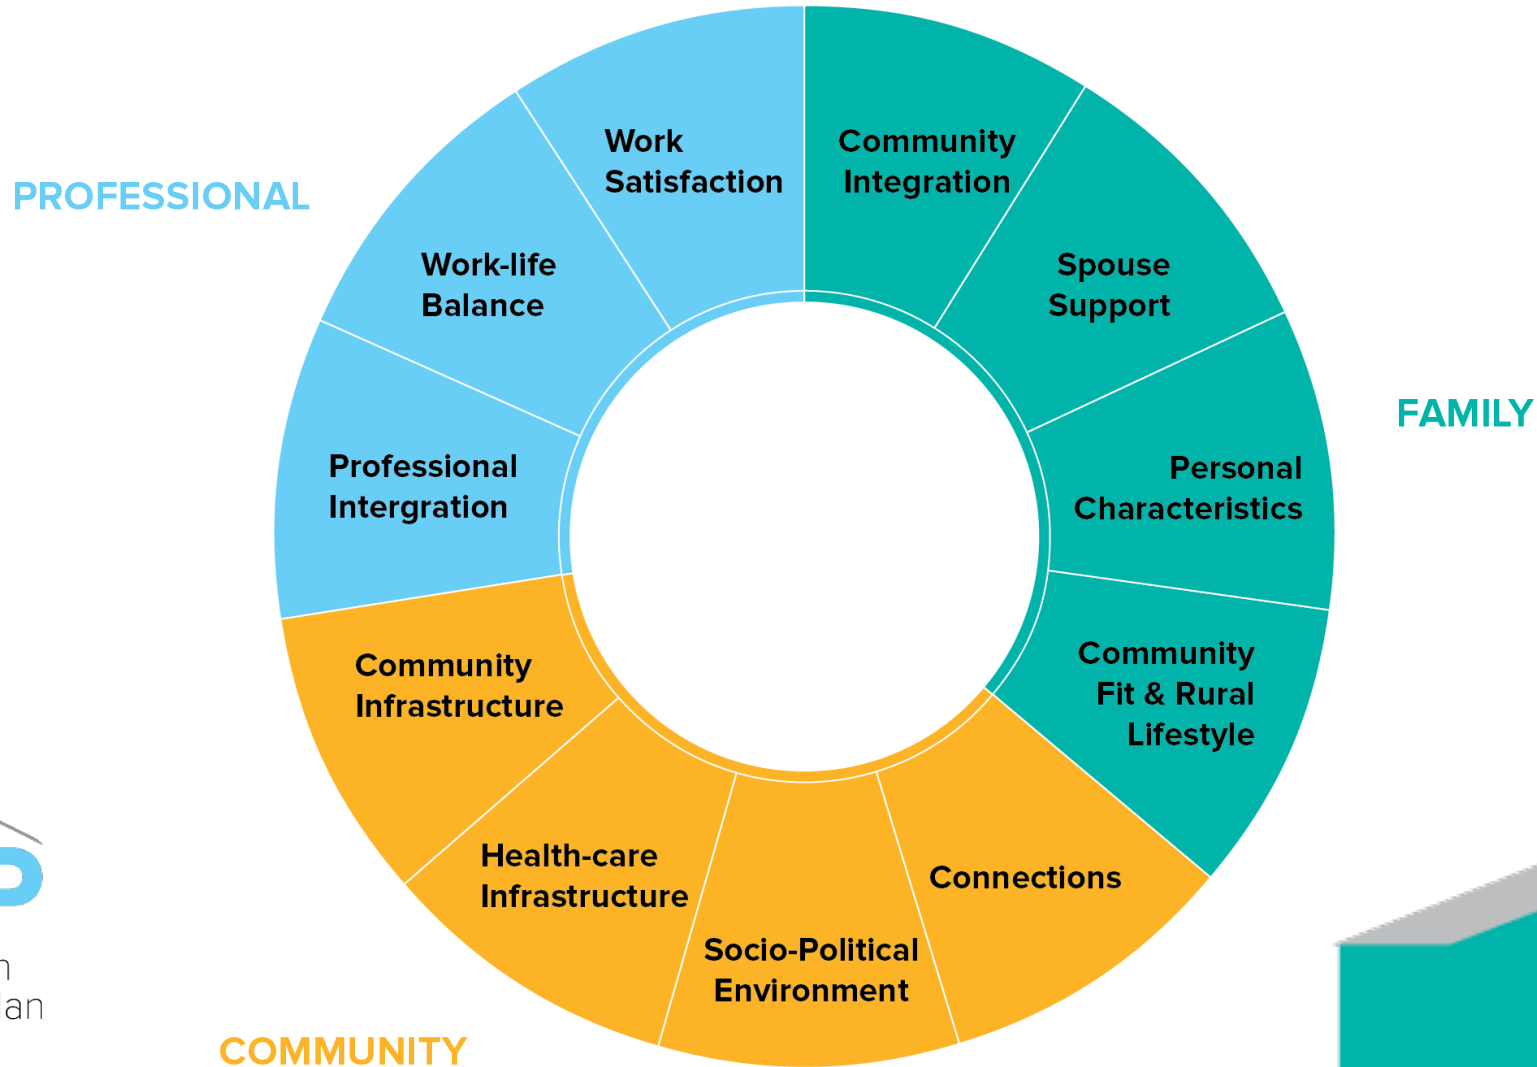 PROFESSIONAL
Work
Satisfaction
Work-life
Balance
Professional
Intergration
Community
Integration
Spouse
Support
Personal
Characteristics
Community
Fit & Rural
Lifestyle
FAMILY
Community
Infrastructure
Health-care
Infrastructure
Socio-Political
Environment
Connections
COMMUNITY